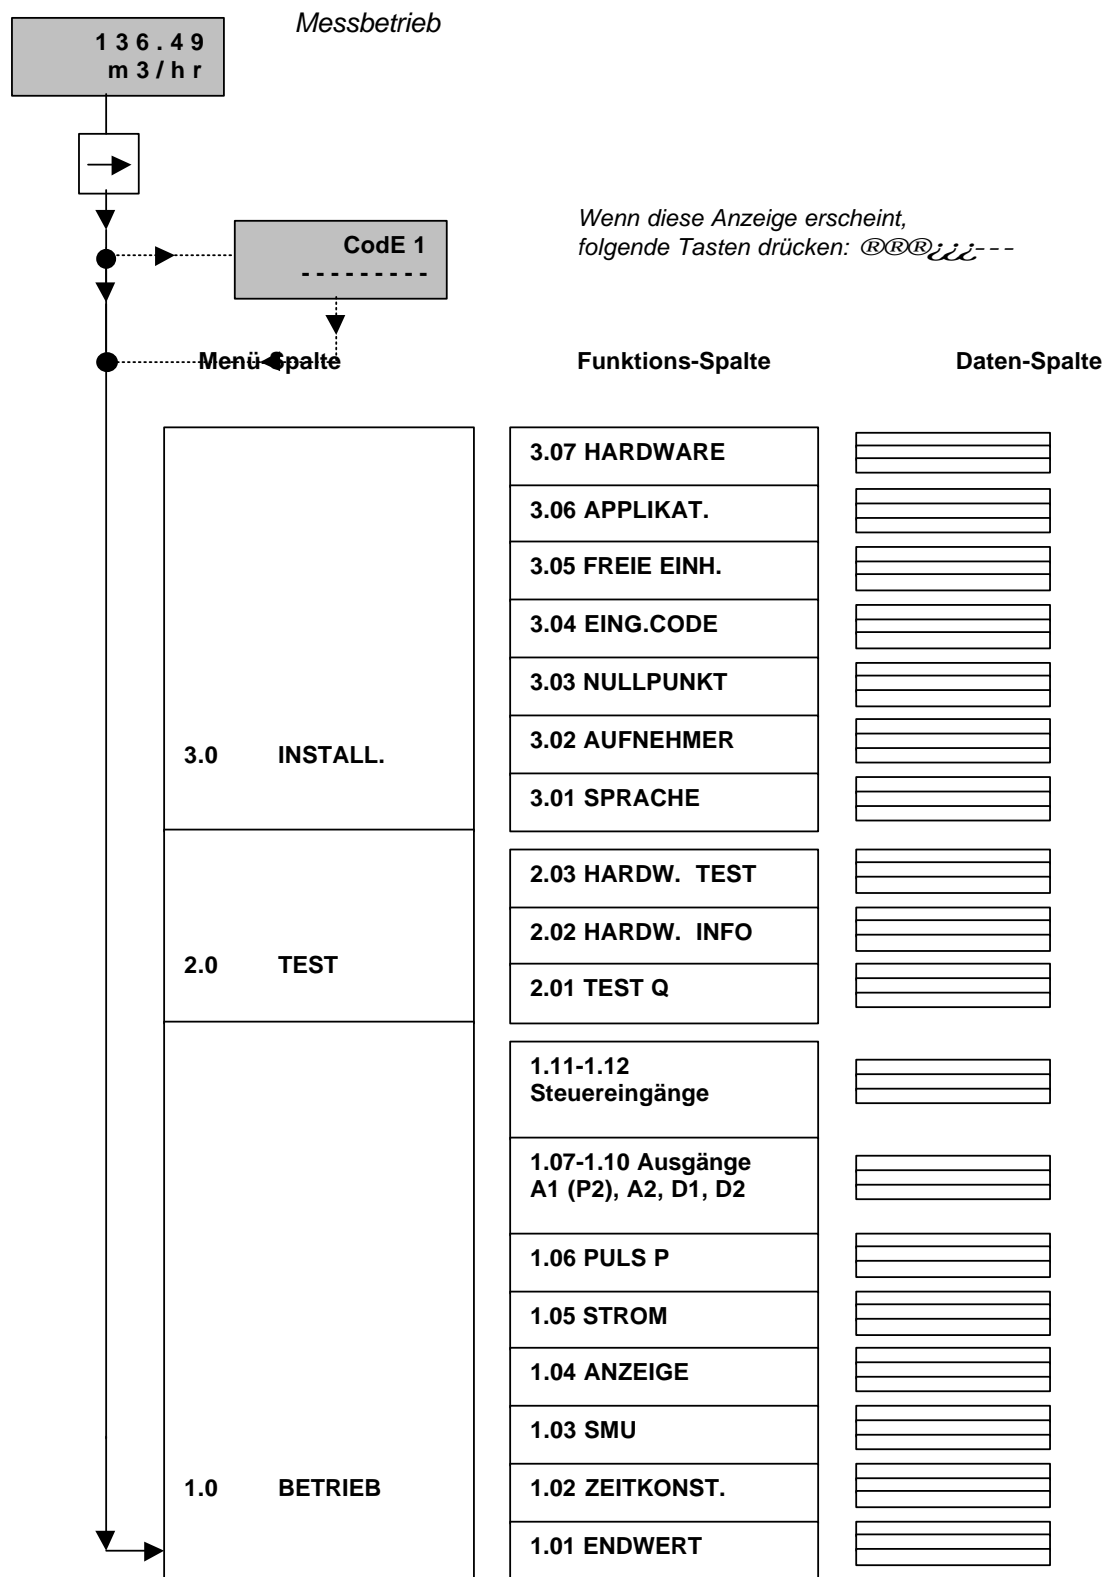 Messbetrieb
136.49
m3/hr
Wenn diese Anzeige erscheint,
folgende Tasten drücken: ®®®¿¿¿---
CodE 1
---------
Menü-Spalte Funktions-Spalte Daten-Spalte
3.07 HARDWARE
3.06 APPLIKAT.
3.05 FREIE EINH.
3.04 EING.CODE
3.03 NULLPUNKT
3.0 INSTALL. 3.02 AUFNEHMER
3.01 SPRACHE
2.03 HARDW. TEST
2.02 HARDW. INFO
2.0 TEST
2.01 TEST Q
1.11-1.12
Steuereingänge
1.07-1.10 Ausgänge
A1 (P2), A2, D1, D2
1.06 PULS P
1.05 STROM
1.04 ANZEIGE
1.03 SMU
1.0 BETRIEB 1.02 ZEITKONST.
1.01 ENDWERT